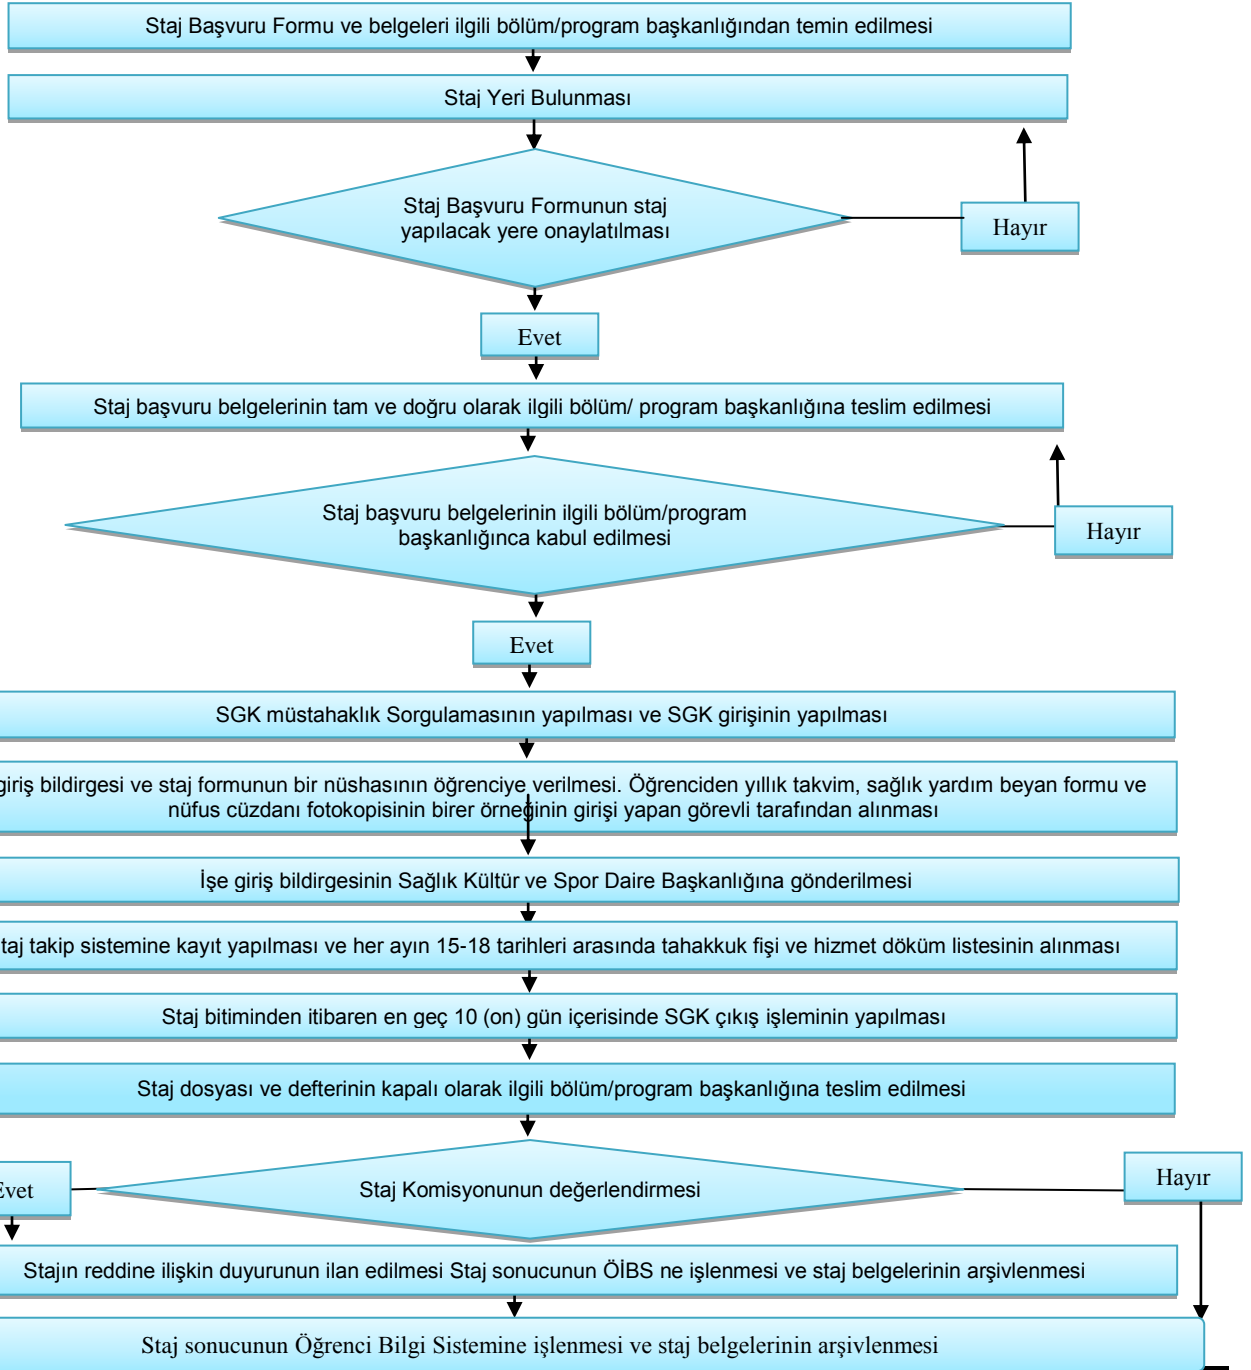 Staj Başvuru Formu ve belgeleri ilgili bölüm/program başkanlığından temin edilmesi
Staj Yeri Bulunması
Staj Başvuru Formunun staj
yapılacak yere onaylatılması
Hayır
Evet
Staj başvuru belgelerinin tam ve doğru olarak ilgili bölüm/ program başkanlığına teslim edilmesi
Staj başvuru belgelerinin ilgili bölüm/program
başkanlığınca kabul edilmesi
Hayır
Evet
SGK müstahaklık Sorgulamasının yapılması ve SGK girişinin yapılması
giriş bildirgesi ve staj formunun bir nüshasının öğrenciye verilmesi. Öğrenciden yıllık takvim, sağlık yardım beyan formu ve
nüfus cüzdanı fotokopisinin birer örneğinin girişi yapan görevli tarafından alınması
İşe giriş bildirgesinin Sağlık Kültür ve Spor Daire Başkanlığına gönderilmesi
taj takip sistemine kayıt yapılması ve her ayın 15-18 tarihleri arasında tahakkuk fişi ve hizmet döküm listesinin alınması
Staj bitiminden itibaren en geç 10 (on) gün içerisinde SGK çıkış işleminin yapılması
Staj dosyası ve defterinin kapalı olarak ilgili bölüm/program başkanlığına teslim edilmesi
Evet
Staj Komisyonunun değerlendirmesi
Hayır
Stajın reddine ilişkin duyurunun ilan edilmesi Staj sonucunun ÖİBS ne işlenmesi ve staj belgelerinin arşivlenmesi
Staj sonucunun Öğrenci Bilgi Sistemine işlenmesi ve staj belgelerinin arşivlenmesi